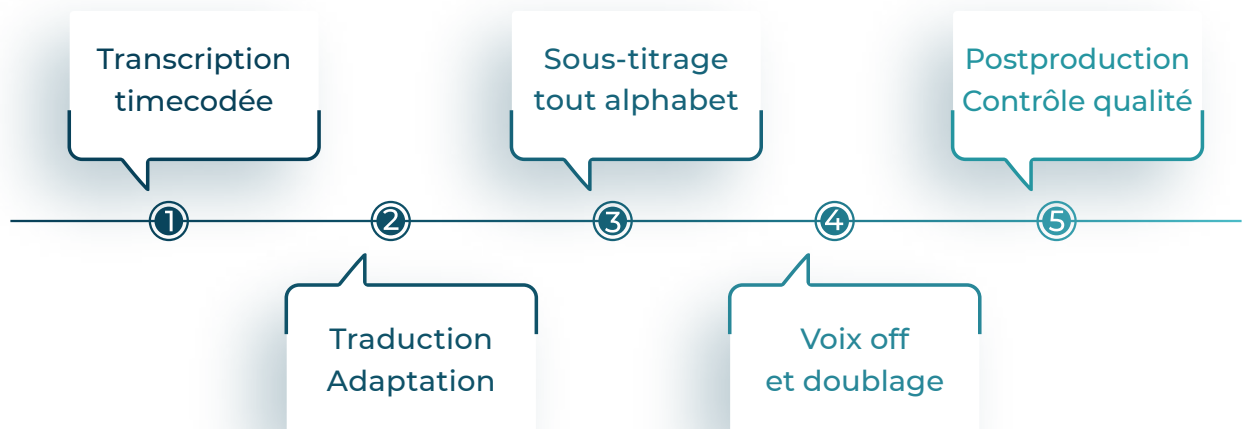 Transcription
timecodée
Sous-titrage
tout alphabet
Postproduction
Contrôle qualité
1
2
3
4
5
Traduction
Adaptation
Voix off
et doublage